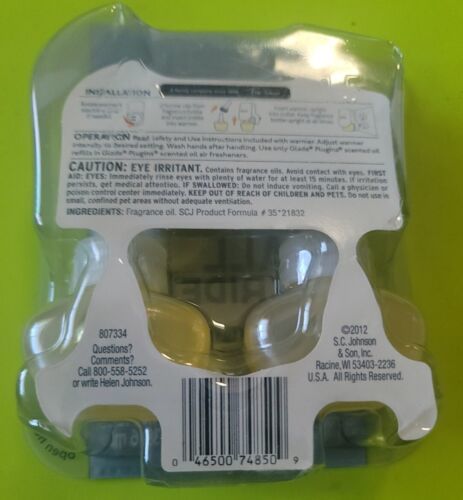 INSTALLATION
OPERATION Read Safety and Use Instructions included with warmer. Adjust warmer
intensity to desired setting. Wash hands after handling. Use only Glade® PlugIns® scented oil
refills in Glade® PlugIns® scented oil air fresheners.
CAUTION: EYE IRRITANT. Contains fragrance oils. Avoid contact with eyes. FIRST
AID: EYES: Immediately rinse eyes with plenty of water for at least 15 minutes. If irritation
persists, get medical attention. IF SWALLOWED: Do not induce vomiting. Call a physician or
poison control center immediately. KEEP OUT OF REACH OF CHILDREN AND PETS. Do not use in
small, confined pet areas without adequate ventilation.
INGREDIENTS: Fragrance oil. SCJ Product Formula # 35*21832
807334
Questions?
Comments?
Call 800-558-5252
or write Helen Johnson.
©2012
S.C. Johnson
& Son, Inc.
Racine, WI 53403-2236
U.S.A. All Rights Reserved.
0 46500 74850 9